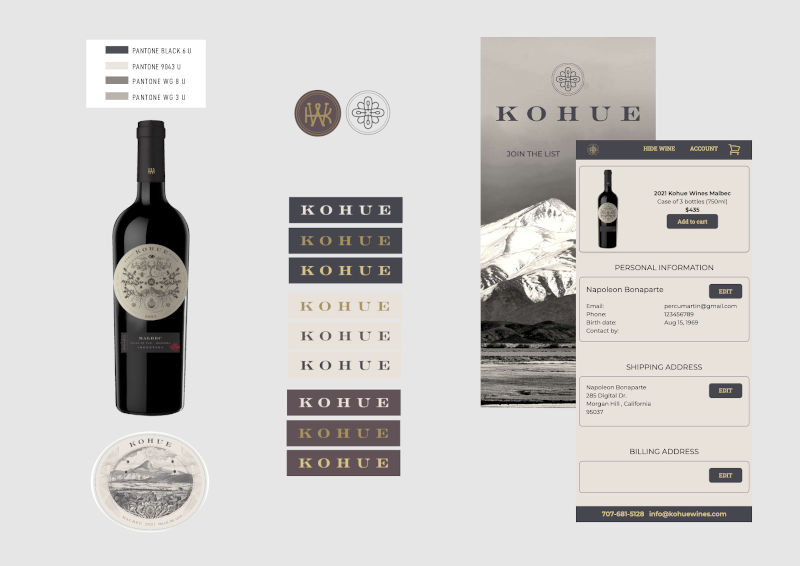 PANTONE BLACK 6 U
PANTONE 9043 U
PANTONE WG 8 U
PANTONE WG 3 U
KOHUE
2021
MALBEC
ARGENTINA
KOHUE
KOHUE
KOHUE
KOHUE
KOHUE
KOHUE
KOHUE
KOHUE
KOHUE
KOHUE
KOHUE
JOIN THE LIST
HIDE WINE ACCOUNT
2021 Kohue Wines Malbec
Case of 3 bottles (750ml)
$435
Add to cart
PERSONAL INFORMATION
Napoleon Bonaparte
EDIT
Email: percumartin@gmail.com
Phone: 123456789
Birth date: Aug 15, 1969
Contact by:
SHIPPING ADDRESS
Napoleon Bonaparte
EDIT
285 Digital Dr.
Morgan Hill , California
95037
BILLING ADDRESS
EDIT
707-681-5128 info@kohuewines.com